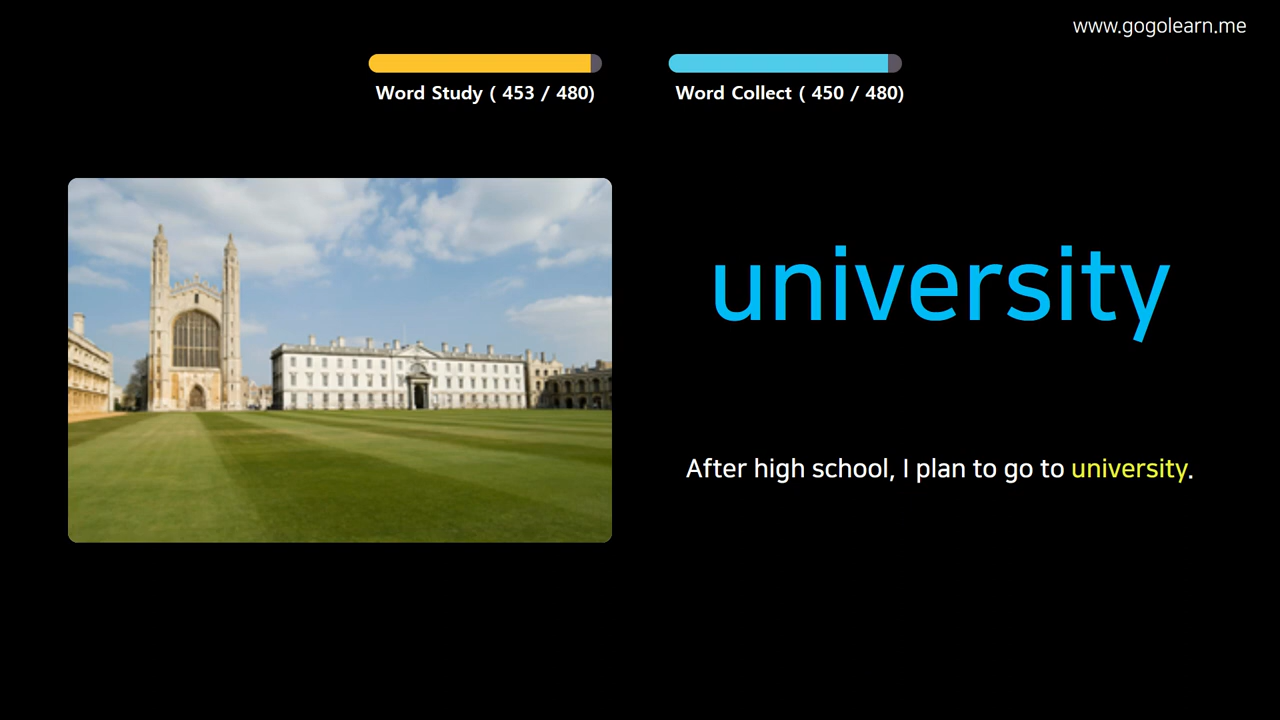 www.gogolearn.me
Word Study ( 453 / 480)
Word Collect ( 450 / 480)
university
After high school, I plan to go to university.